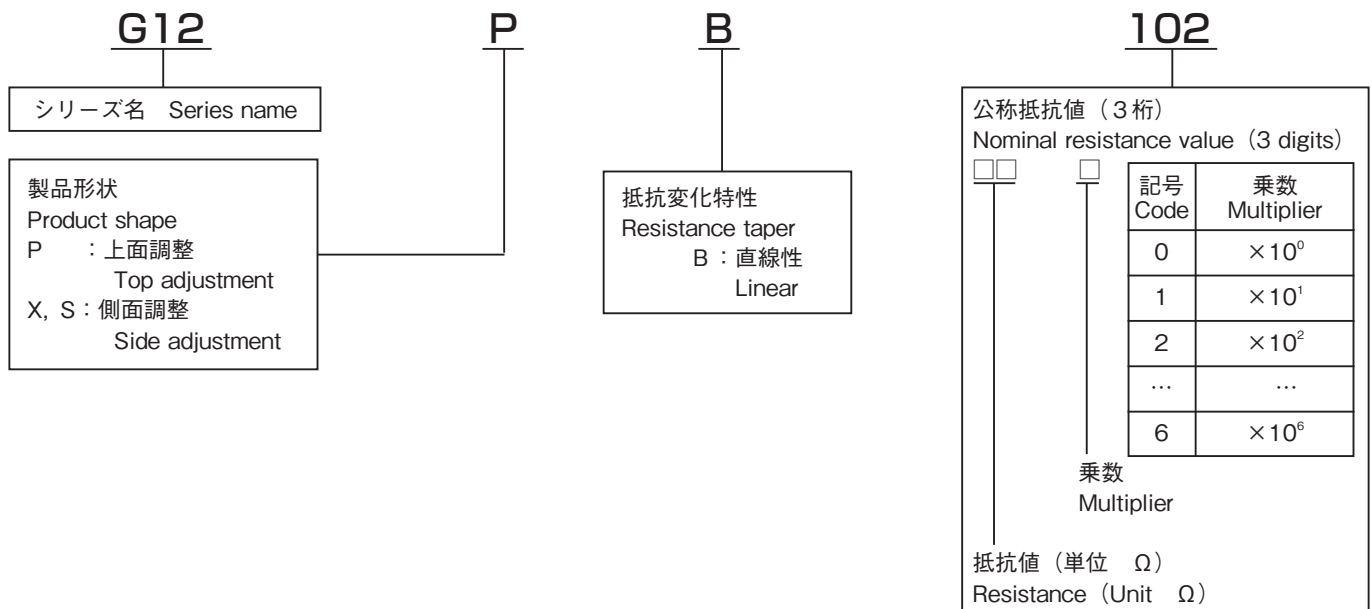 G12 P B 102
シリーズ名 Series name
製品形状
Product shape
P ：上面調整
Top adjustment
X, S：側面調整
Side adjustment
抵抗変化特性
Resistance taper
B：直線性
Linear
公称抵抗値（3桁）
Nominal resistance value（3 digits）
□□ □
記号 乗数
Code Multiplier
0 ×10⁰
1 ×10¹
2 ×10²
… …
6 ×10⁶
乗数
Multiplier
抵抗値（単位 Ω）
Resistance（Unit Ω）